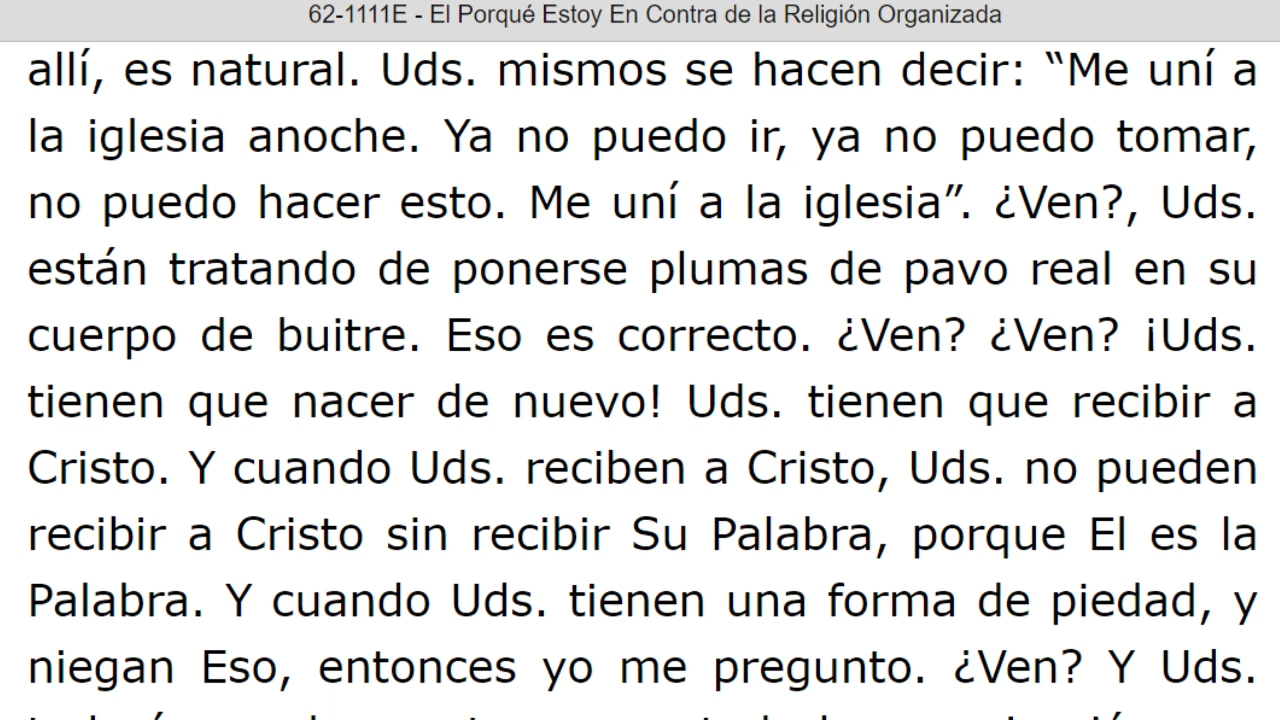 62-1111E - El Porqué Estoy En Contra de la Religión Organizada
allí, es natural. Uds. mismos se hacen decir: “Me uní a
la iglesia anoche. Ya no puedo ir, ya no puedo tomar,
no puedo hacer esto. Me uní a la iglesia”. ¿Ven?, Uds.
están tratando de ponerse plumas de pavo real en su
cuerpo de buitre. Eso es correcto. ¿Ven? ¿Ven? ¡Uds.
tienen que nacer de nuevo! Uds. tienen que recibir a
Cristo. Y cuando Uds. reciben a Cristo, Uds. no pueden
recibir a Cristo sin recibir Su Palabra, porque El es la
Palabra. Y cuando Uds. tienen una forma de piedad, y
niegan Eso, entonces yo me pregunto. ¿Ven? Y Uds.